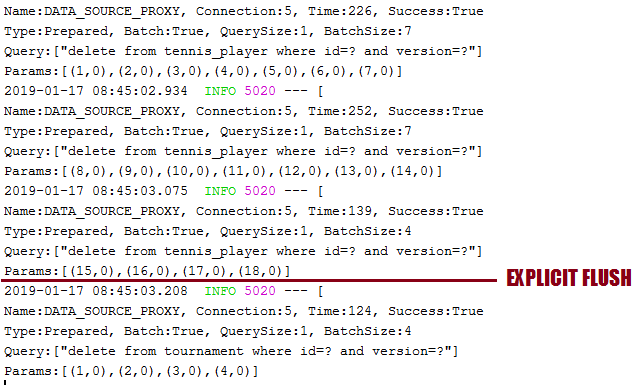 Name:DATA_SOURCE_PROXY, Connection:5, Time:226, Success:True
Type:Prepared, Batch:True, QuerySize:1, BatchSize:7
Query:["delete from tennis_player where id=? and version=?"]
Params:[(1,0),(2,0),(3,0),(4,0),(5,0),(6,0),(7,0)]
2019-01-17 08:45:02.934  INFO 5020 --- [
Name:DATA_SOURCE_PROXY, Connection:5, Time:252, Success:True
Type:Prepared, Batch:True, QuerySize:1, BatchSize:7
Query:["delete from tennis_player where id=? and version=?"]
Params:[(8,0),(9,0),(10,0),(11,0),(12,0),(13,0),(14,0)]
2019-01-17 08:45:03.075  INFO 5020 --- [
Name:DATA_SOURCE_PROXY, Connection:5, Time:139, Success:True
Type:Prepared, Batch:True, QuerySize:1, BatchSize:4
Query:["delete from tennis_player where id=? and version=?"]
Params:[(15,0),(16,0),(17,0),(18,0)]
EXPLICIT FLUSH
2019-01-17 08:45:03.208  INFO 5020 --- [
Name:DATA_SOURCE_PROXY, Connection:5, Time:124, Success:True
Type:Prepared, Batch:True, QuerySize:1, BatchSize:4
Query:["delete from tournament where id=? and version=?"]
Params:[(1,0),(2,0),(3,0),(4,0)]